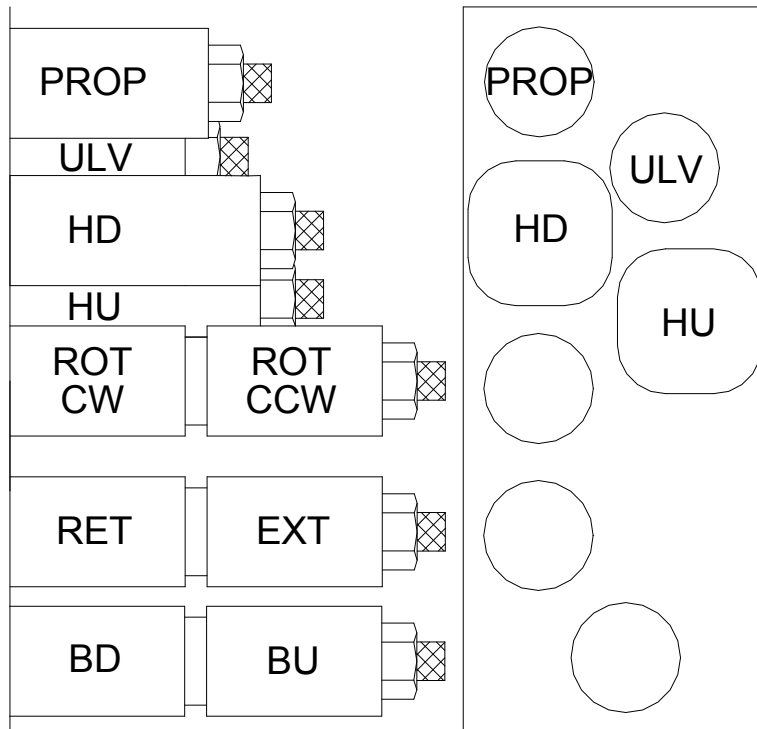 PROP
ULV
HD
HU
ROT
CW
ROT
CCW
RET
EXT
BD
BU
PROP
ULV
HD
HU